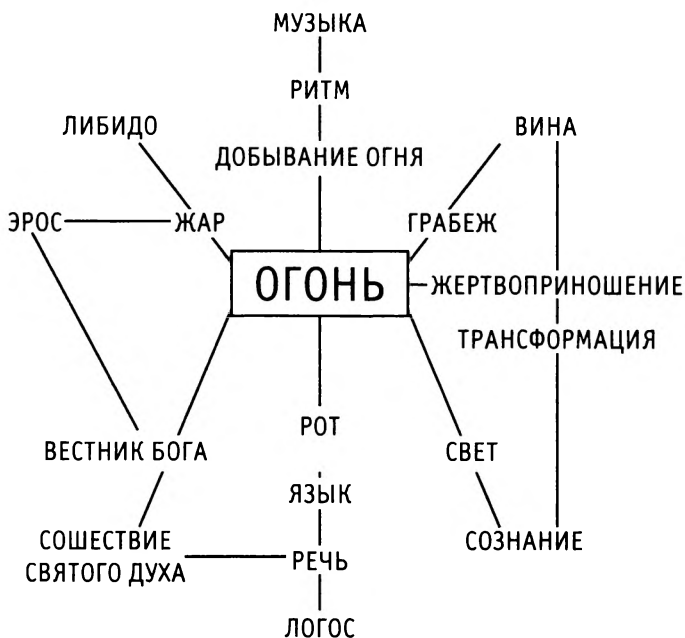 МУЗЫКА
РИТМ
ЛИБИДО
ВИНА
ДОБЫВАНИЕ ОГНЯ
ЭРОС
ЖАР
ГРАБЕЖ
ОГОНЬ
ЖЕРТВОПРИНОШЕНИЕ
ТРАНСФОРМАЦИЯ
РОТ
ВЕСТНИК БОГА
СВЕТ
ЯЗЫК
СОШЕСТВИЕ
СВЯТОГО ДУХА
РЕЧЬ
СОЗНАНИЕ
ЛОГОС